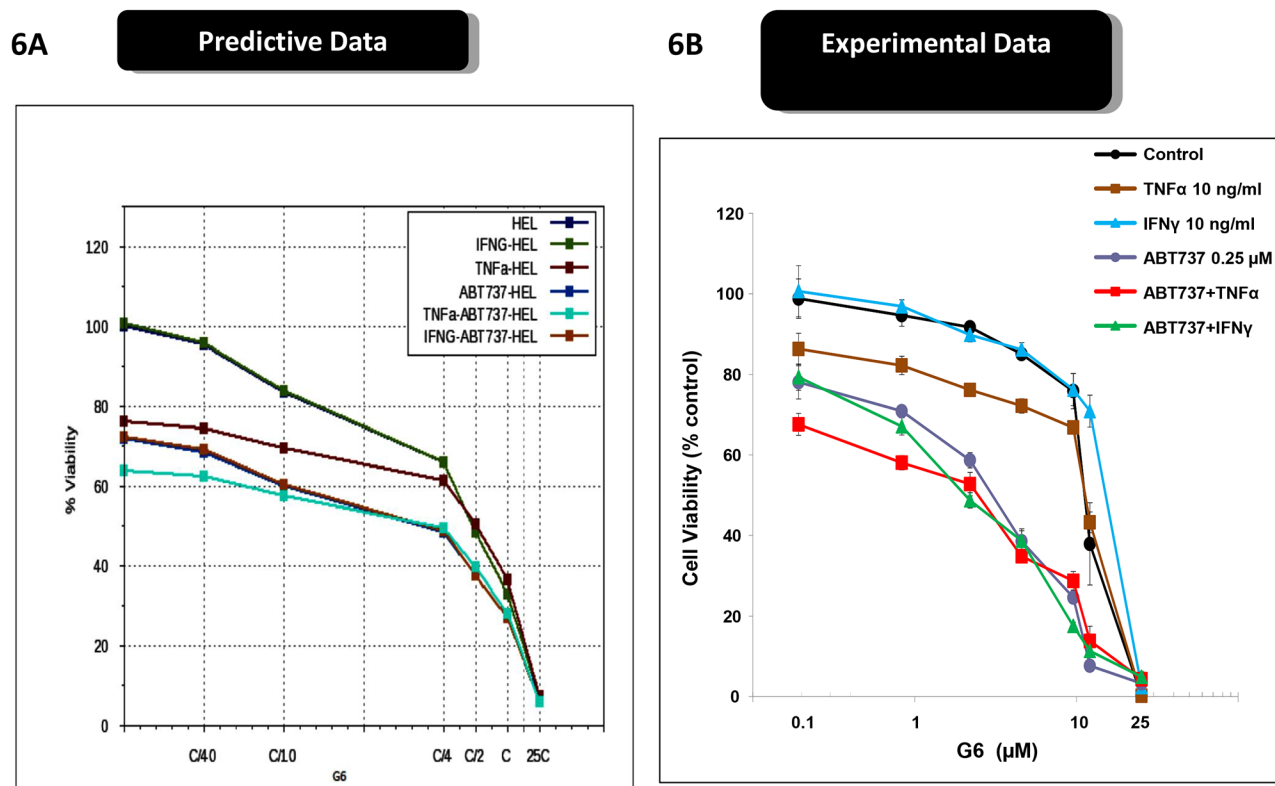 6A
Predictive Data
HEL
IFNG-HEL
TNFa-HEL
ABT737-HEL
TNFa-ABT737-HEL
IFNG-ABT737-HEL
% Viability
120
100
80
60
40
20
0
C/40
C/10
C/4
C/2
C
25C
G6
6B
Experimental Data
Control
TNFα 10 ng/ml
IFNγ 10 ng/ml
ABT737 0.25 µM
ABT737+TNFα
ABT737+IFNγ
Cell Viability (% control)
120
100
80
60
40
20
0
0.1
1
10
25
G6 (µM)